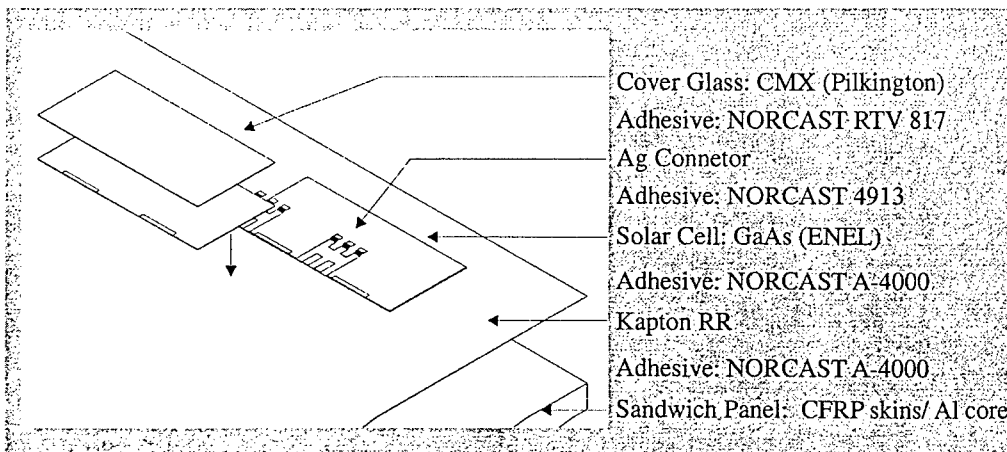 Cover Glass: CMX (Pilkington)
Adhesive: NORCAST RTV 817
Ag Connetor
Adhesive: NORCAST 4913
Solar Cell: GaAs (ENEL)
Adhesive: NORCAST A-4000
Kapton RR
Adhesive: NORCAST A-4000
Sandwich Panel: CFRP skins/ Al core